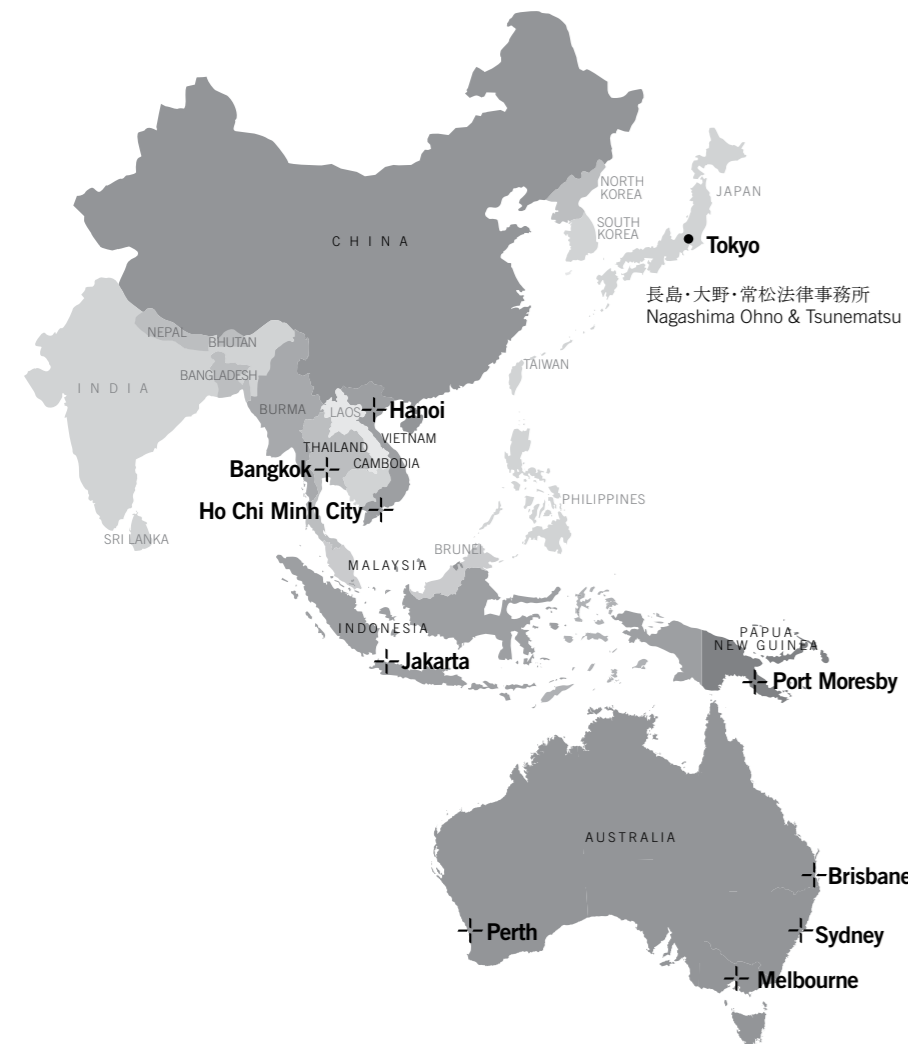 NORTH
KOREA
JAPAN
SOUTH
KOREA
CHINA
Tokyo
長島・大野・常松法律事務所
Nagashima Ohno & Tsunematsu
NEPAL
BHUTAN
TAIWAN
BANGLADESH
INDIA
BURMA
LAOS
Hanoi
VIETNAM
THAILAND
CAMBODIA
Bangkok
PHILIPPINES
Ho Chi Minh City
SRI LANKA
BRUNEI
MALAYSIA
INDONESIA
PAPUA
NEW GUINEA
Jakarta
Port Moresby
AUSTRALIA
Brisbane
Perth
Sydney
Melbourne